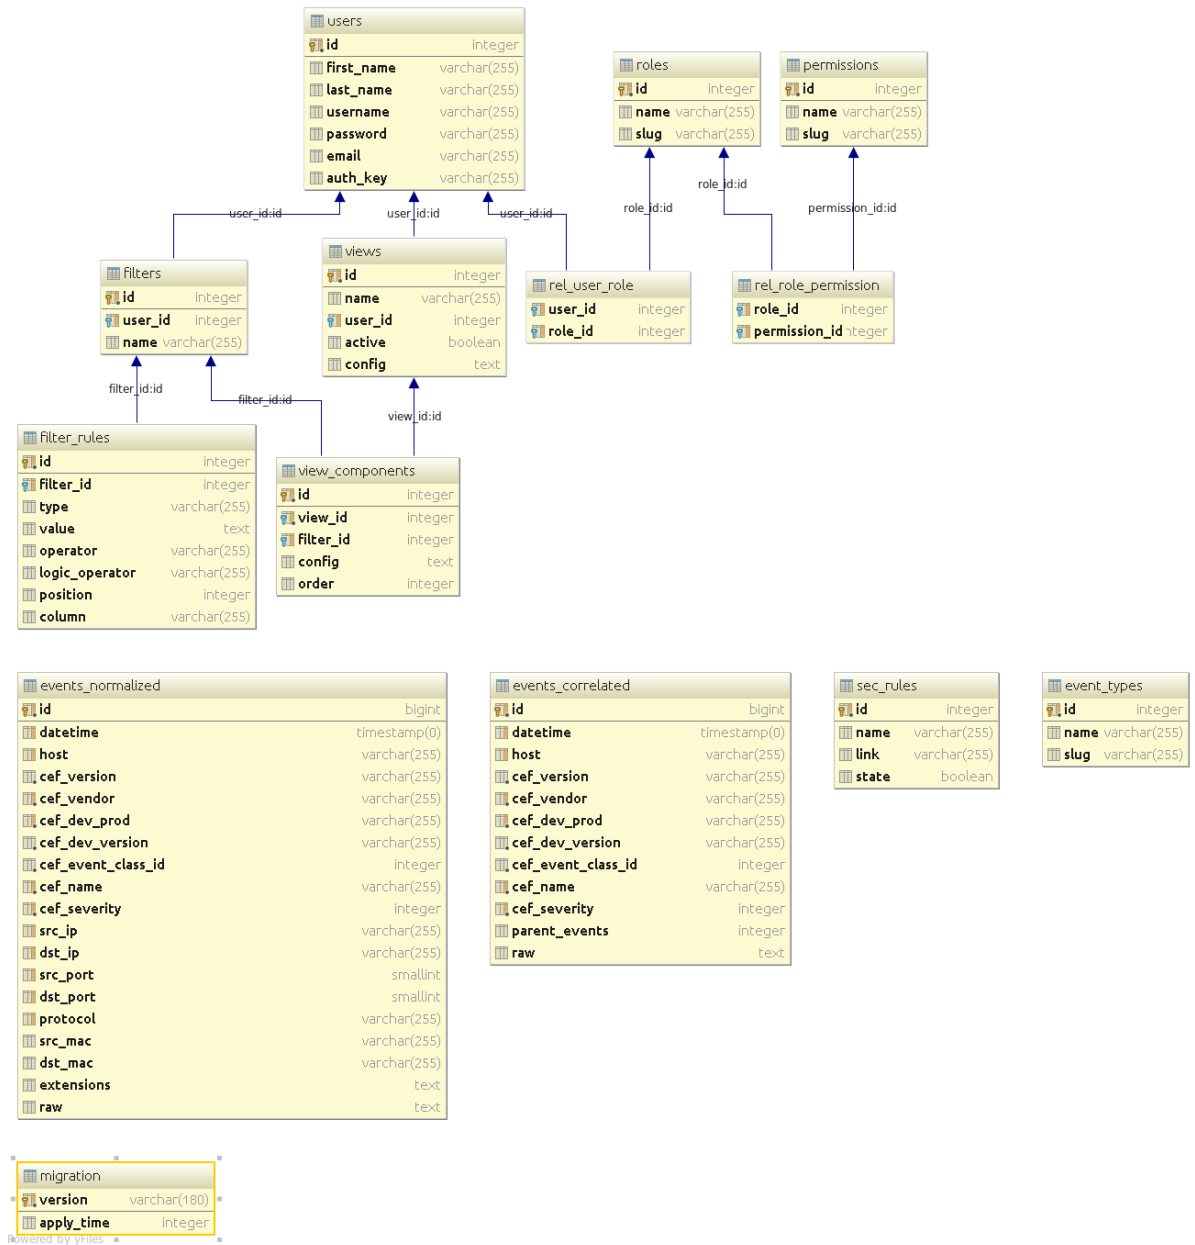 users
id integer
first_name varchar(255)
last_name varchar(255)
username varchar(255)
password varchar(255)
email varchar(255)
auth_key varchar(255)
roles
id integer
name varchar(255)
slug varchar(255)
permissions
id integer
name varchar(255)
slug varchar(255)
user_id:id
user_id:id
user_id:id
role_id:id
role_id:id
permission_id:id
filters
id integer
user_id integer
name varchar(255)
views
id integer
name varchar(255)
user_id integer
active boolean
config text
rel_user_role
user_id integer
role_id integer
rel_role_permission
role_id integer
permission_id nteger
filter_id:id
filter_id:id
view_id:id
filter_rules
id integer
filter_id integer
type varchar(255)
value text
operator varchar(255)
logic_operator varchar(255)
position integer
column varchar(255)
view_components
id integer
view_id integer
filter_id integer
config text
order integer
events_normalized
id bigint
datetime timestamp(0)
host varchar(255)
cef_version varchar(255)
cef_vendor varchar(255)
cef_dev_prod varchar(255)
cef_dev_version varchar(255)
cef_event_class_id integer
cef_name varchar(255)
cef_severity integer
src_ip varchar(255)
dst_ip varchar(255)
src_port smallint
dst_port smallint
protocol varchar(255)
src_mac varchar(255)
dst_mac varchar(255)
extensions text
raw text
events_correlated
id bigint
datetime timestamp(0)
host varchar(255)
cef_version varchar(255)
cef_vendor varchar(255)
cef_dev_prod varchar(255)
cef_dev_version varchar(255)
cef_event_class_id integer
cef_name varchar(255)
cef_severity integer
parent_events integer
raw text
sec_rules
id integer
name varchar(255)
link varchar(255)
state boolean
event_types
id integer
name varchar(255)
slug varchar(255)
migration
version varchar(180)
apply_time integer
Powered by yFiles